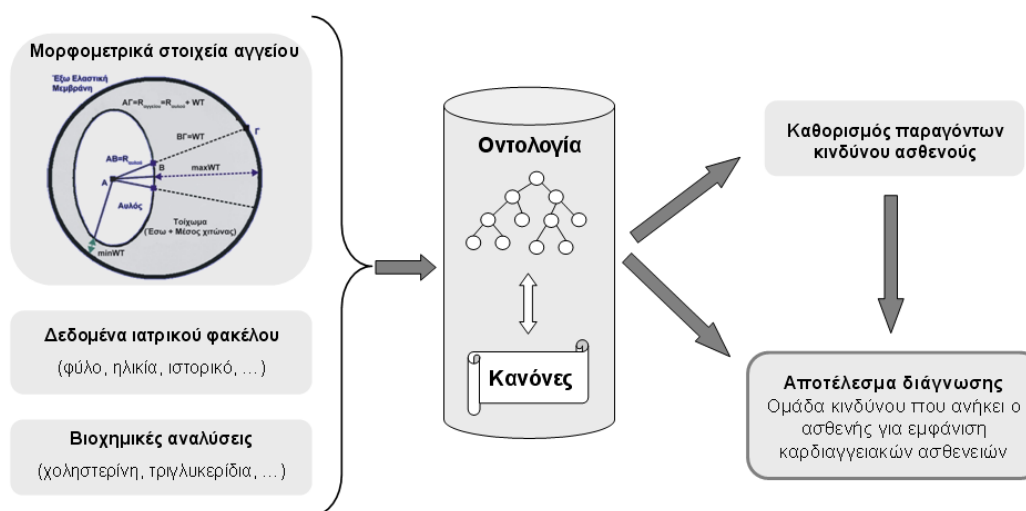 Μορφομετρικά στοιχεία αγγείου
Έξω Ελαστική
Μεμβράνη
ΑΓ=Rαγγείου=Rαυλού + WT
Γ
ΒΓ=WT
ΑΒ=Rαυλού
Β
maxWT
Α
Αυλός
Τοίχωμα
(Έσω + Μέσος χιτώνας)
minWT
Δεδομένα ιατρικού φακέλου
(φύλο, ηλικία, ιστορικό, …)
Βιοχημικές αναλύσεις
(χοληστερίνη, τριγλυκερίδια, …)
Οντολογία
Κανόνες
Καθορισμός παραγόντων
κινδύνου ασθενούς
Αποτέλεσμα διάγνωσης
Ομάδα κινδύνου που ανήκει ο
ασθενής για εμφάνιση
καρδιαγγειακών ασθενειών